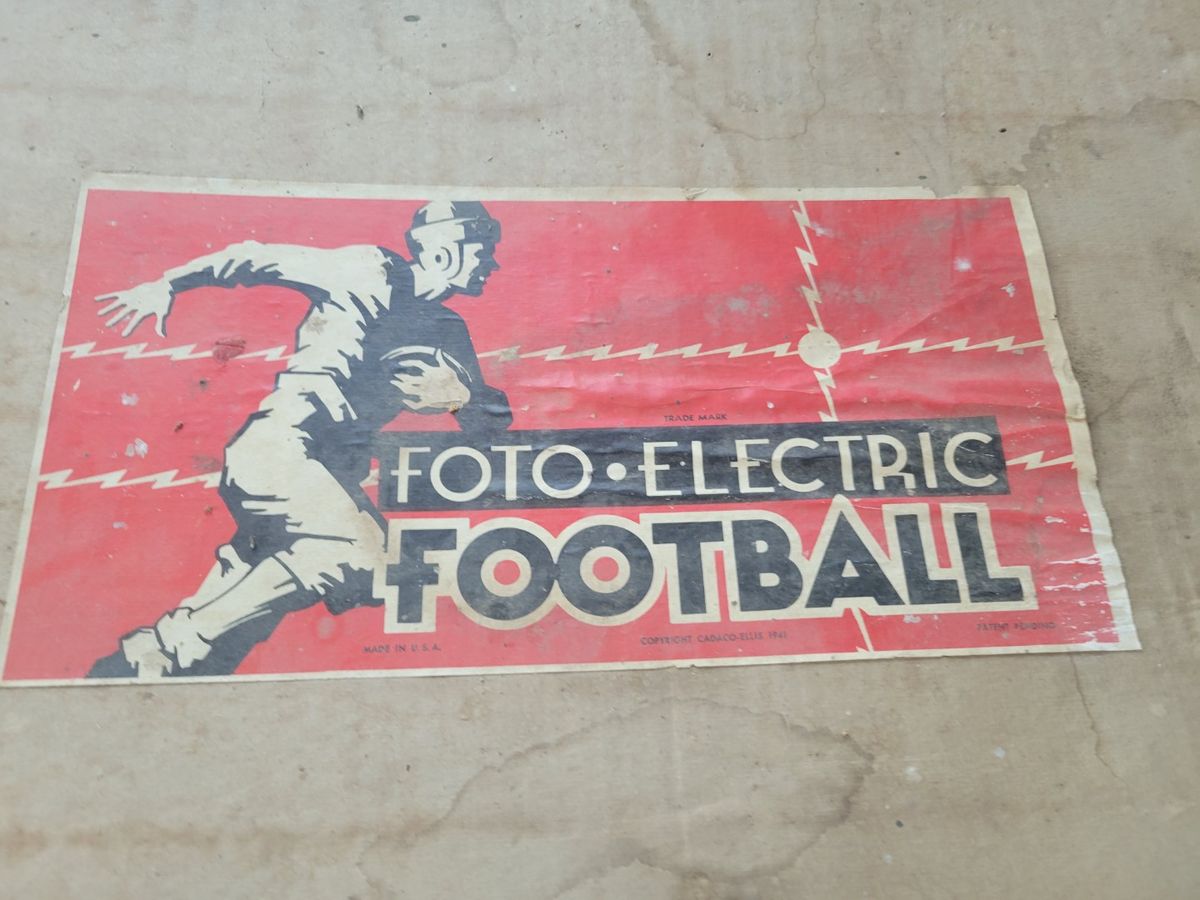 TRADE MARK
FOTO•ELECTRIC
FOOTBALL
MADE IN U.S.A.
COPYRIGHT CADACO-ELLIS 1941
PATENT PENDING